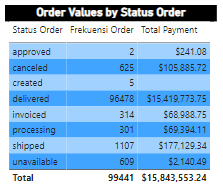 Order Values by Status Order
Status Order Frekuensi Order Total Payment
approved 2 $241.08
canceled 625 $105,885.72
created 5
delivered 96478 $15,419,773.75
invoiced 314 $68,988.75
processing 301 $69,394.11
shipped 1107 $177,129.34
unavailable 609 $2,140.49
Total 99441 $15,843,553.24